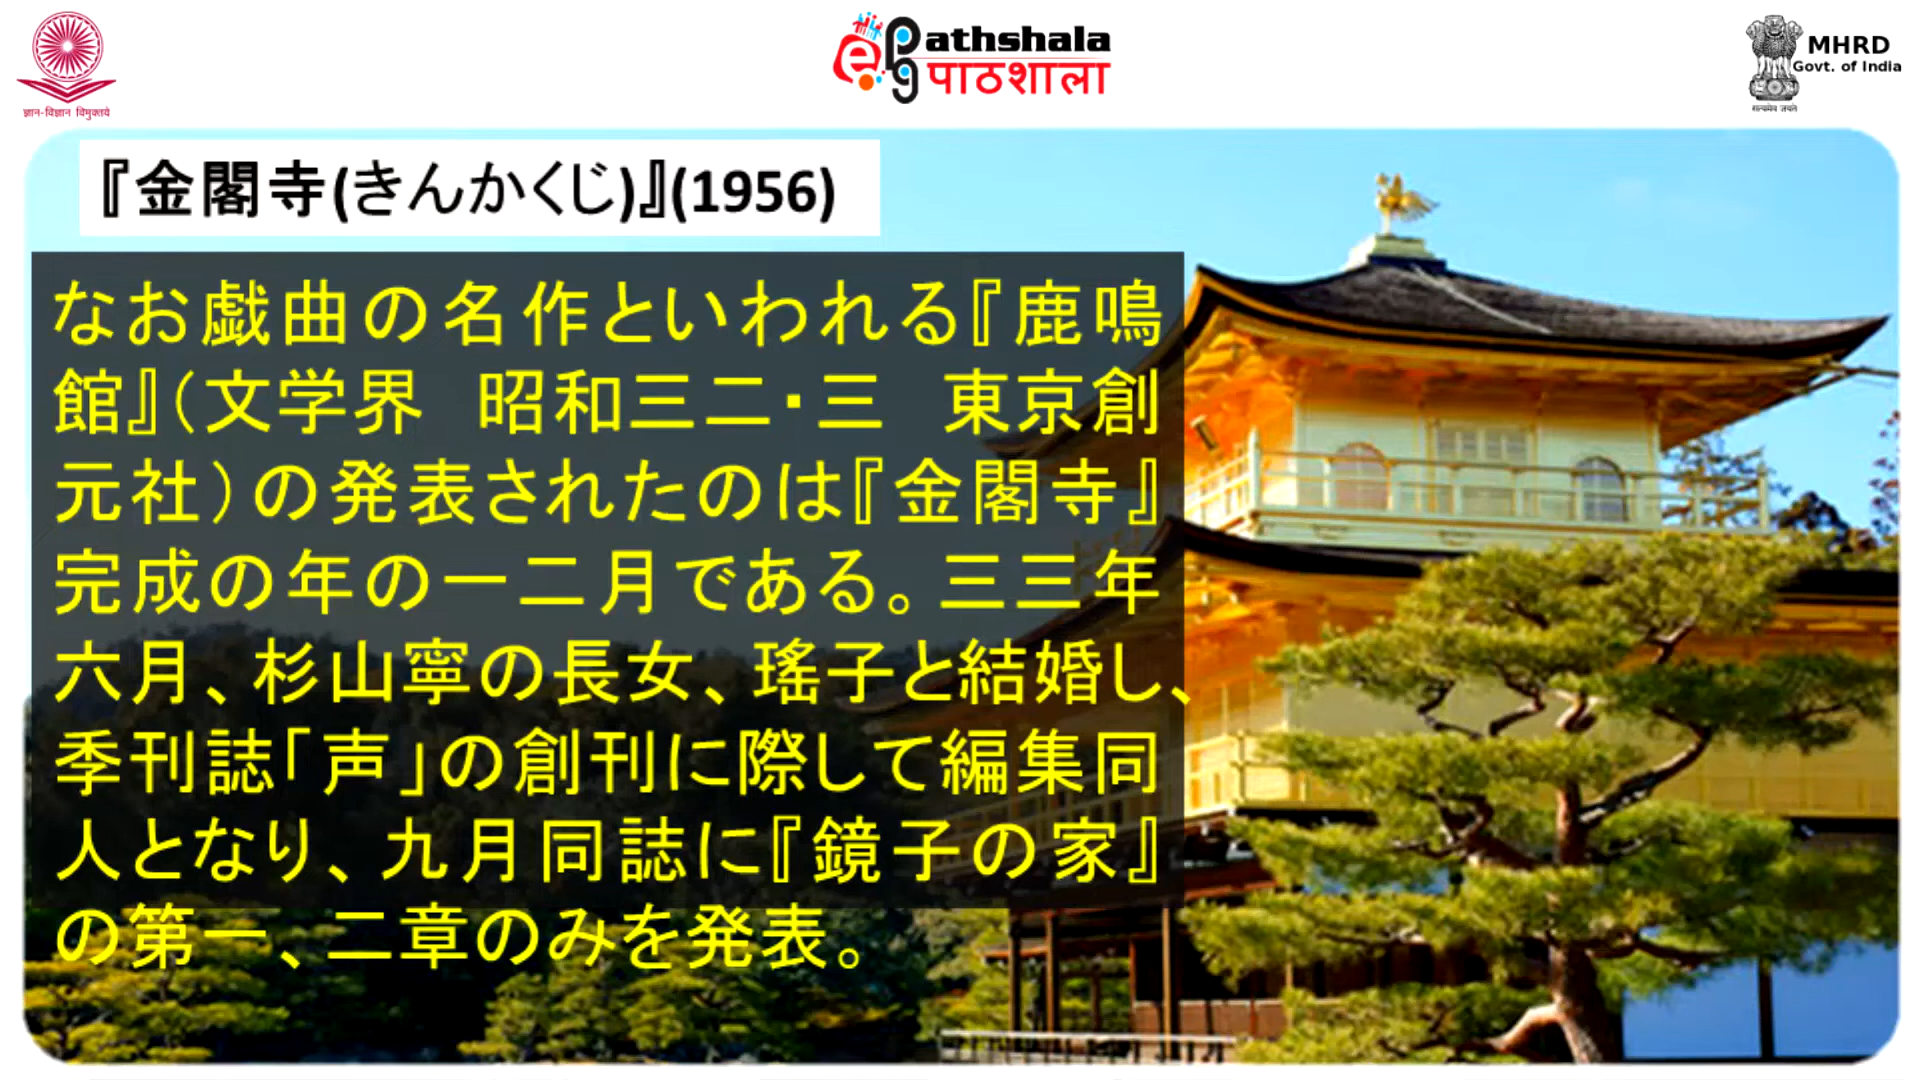 ज्ञान-विज्ञान विमुक्तये
ePG Pathshala
पाठशाला
MHRD
Govt. of India
सत्यमेव जयते
『金閣寺(きんかくじ)』(1956)
なお戯曲の名作といわれる『鹿鳴
館』（文学界　昭和三二・三　東京創
元社）の発表されたのは『金閣寺』
完成の年の一二月である。三三年
六月、杉山寧の長女、瑤子と結婚し、
季刊誌「声」の創刊に際して編集同
人となり、九月同誌に『鏡子の家』
の第一、二章のみを発表。